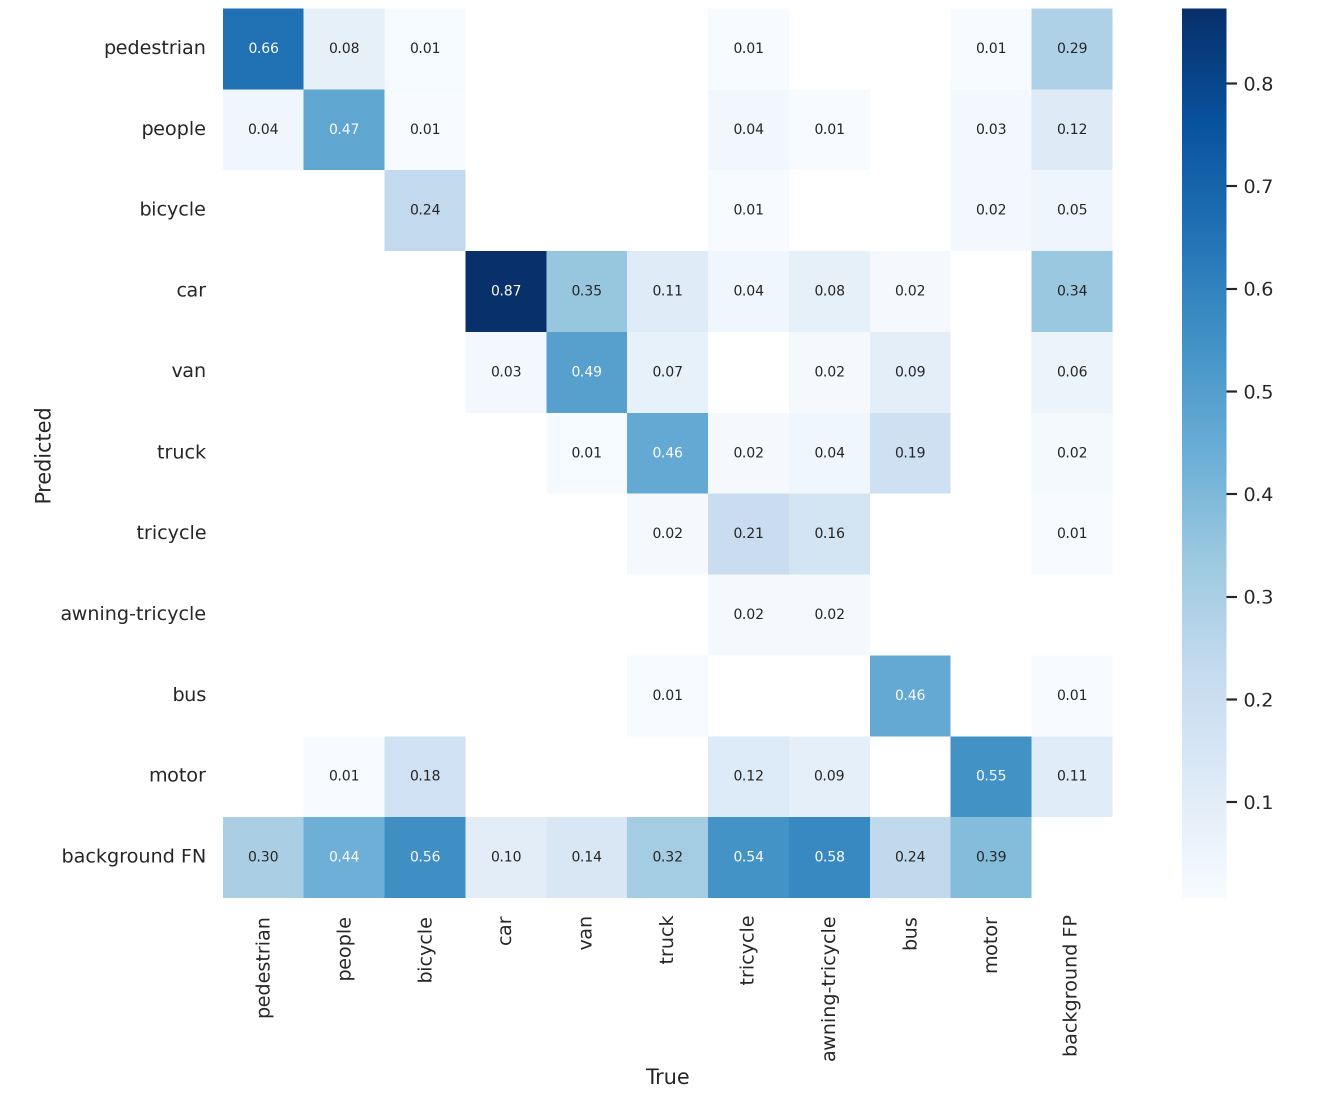 pedestrian 0.66 0.08 0.01 0.01 0.01 0.29
people 0.04 0.47 0.01 0.04 0.01 0.03 0.12
bicycle 0.24 0.01 0.02 0.05
car 0.87 0.35 0.11 0.04 0.08 0.02 0.34
van 0.03 0.49 0.07 0.02 0.09 0.06
truck 0.01 0.46 0.02 0.04 0.19 0.02
tricycle 0.02 0.21 0.16 0.01
awning-tricycle 0.02 0.02
bus 0.01 0.46 0.01
motor 0.01 0.18 0.12 0.09 0.55 0.11
background FN 0.30 0.44 0.56 0.10 0.14 0.32 0.54 0.58 0.24 0.39
Predicted
pedestrian
people
bicycle
car
van
truck
tricycle
awning-tricycle
bus
motor
background FP
True
0.8
0.7
0.6
0.5
0.4
0.3
0.2
0.1